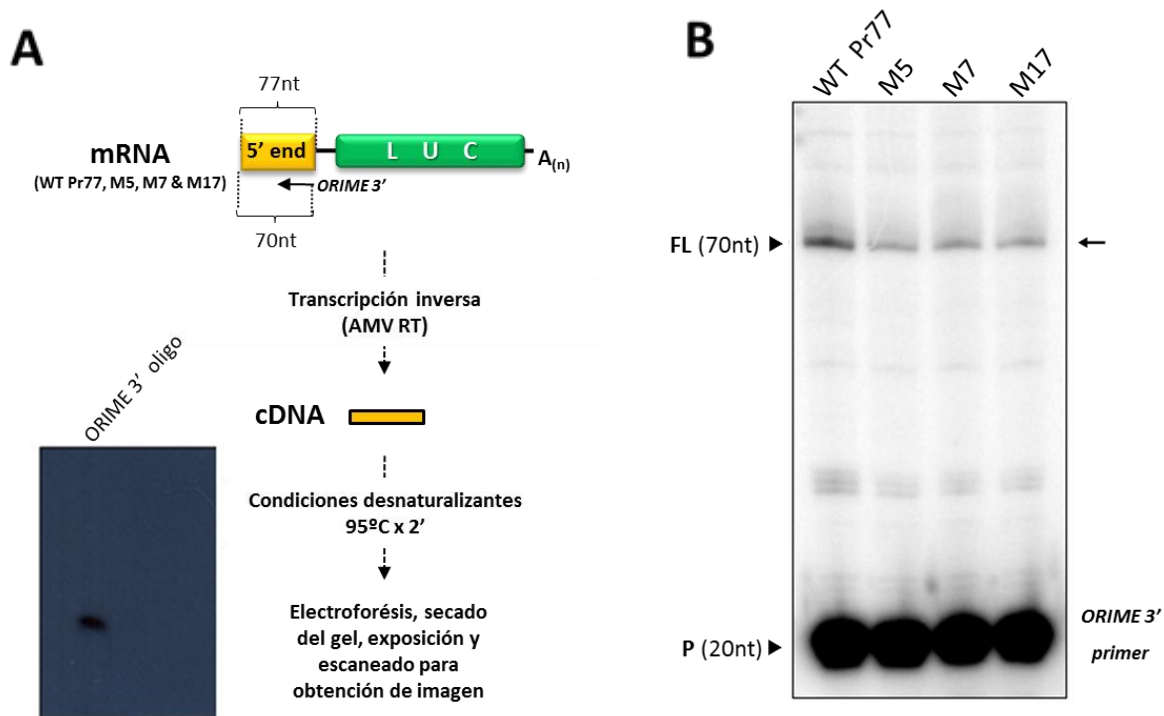 A
77nt
mRNA
(WT Pr77, M5, M7 & M17)
5' end
L U C
A(n)
ORIME 3'
70nt
Transcripción inversa
(AMV RT)
cDNA
ORIME 3' oligo
Condiciones desnaturalizantes
95ºC x 2'
Electroforésis, secado
del gel, exposición y
escaneado para
obtención de imagen
B
WT Pr77
M5
M7
M17
FL (70nt)
P (20nt)
ORIME 3'
primer